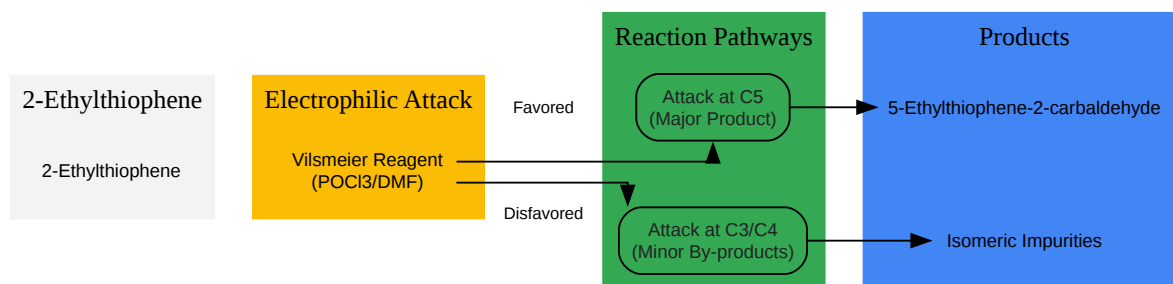 2-Ethylthiophene
2-Ethylthiophene
Electrophilic Attack
Vilsmeier Reagent
(POCl3/DMF)
Favored
Disfavored
Reaction Pathways
Attack at C5
(Major Product)
Attack at C3/C4
(Minor By-products)
Products
5-Ethylthiophene-2-carbaldehyde
Isomeric Impurities